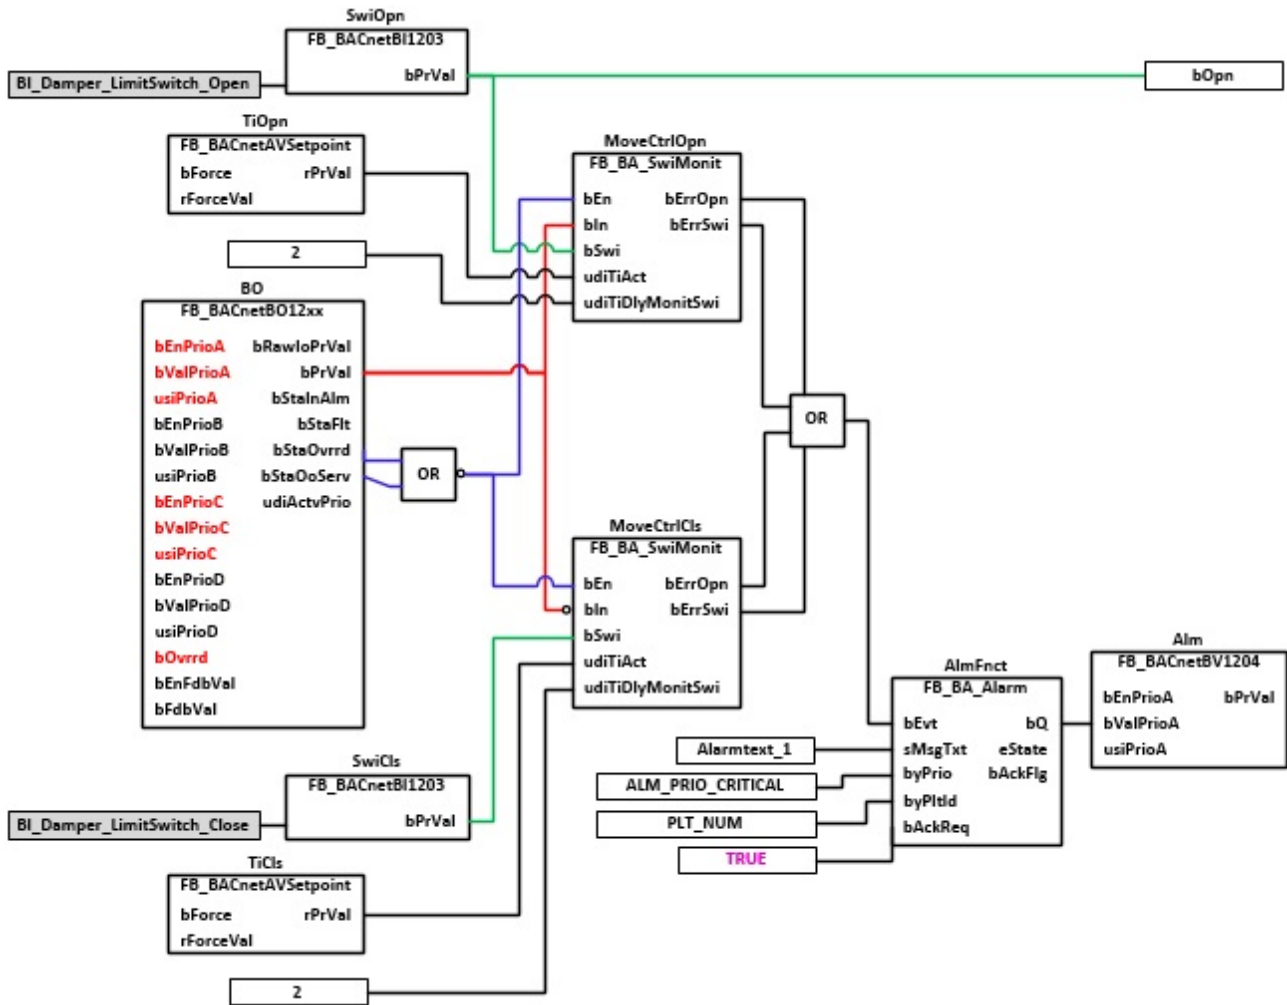 SwiOpn
FB_BACnetBI1203
bPrVal
BI_Damper_LimitSwitch_Open
bOpn
TiOpn
FB_BACnetAVSetpoint
bForce rPrVal
rForceVal
2
MoveCtrlOpn
FB_BA_SwiMonit
bEn bErrOpn
bIn bErrSwi
bSwi
udiTiAct
udiTiDlyMonitSwi
BO
FB_BACnetBO12xx
bEnPrioA bRawIoPrVal
bValPrioA bPrVal
usiPrioA bStaInAlm
bEnPrioB bStaFlt
bValPrioB bStaOvrrd
usiPrioB bStaOoServ
bEnPrioC udiActvPrio
bValPrioC
usiPrioC
bEnPrioD
bValPrioD
usiPrioD
bOvrrd
bEnFdbVal
bFdbVal
OR
OR
MoveCtrlCls
FB_BA_SwiMonit
bEn bErrOpn
bIn bErrSwi
bSwi
udiTiAct
udiTiDlyMonitSwi
SwiCls
FB_BACnetBI1203
bPrVal
BI_Damper_LimitSwitch_Close
TiCls
FB_BACnetAVSetpoint
bForce rPrVal
rForceVal
2
Alarmtext_1
ALM_PRIO_CRITICAL
PLT_NUM
TRUE
AlmFnct
FB_BA_Alarm
bEvt bQ
sMsgTxt eState
byPrio bAckFlg
byPltId
bAckReq
Alm
FB_BACnetBV1204
bEnPrioA bPrVal
bValPrioA
usiPrioA